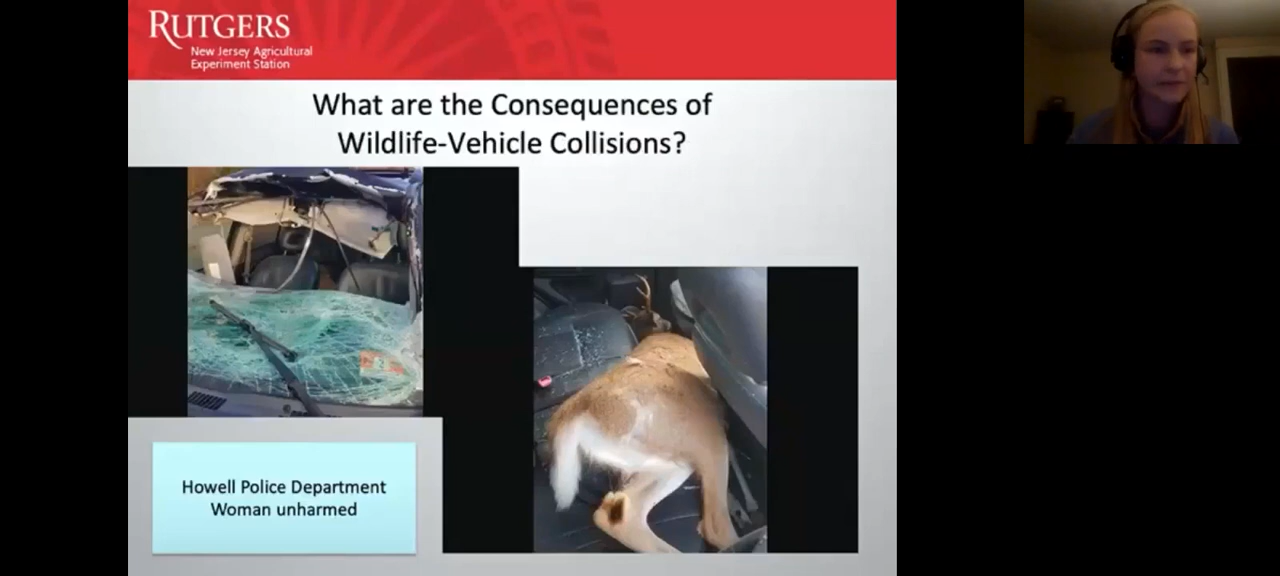 RUTGERS
New Jersey Agricultural
Experiment Station
What are the Consequences of
Wildlife-Vehicle Collisions?
Howell Police Department
Woman unharmed